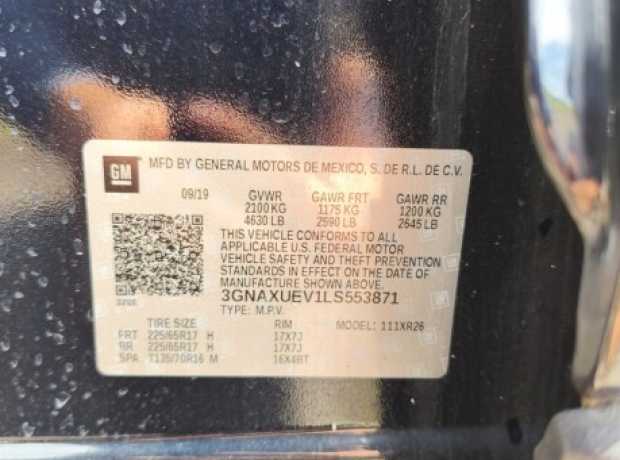 GM
MFD BY GENERAL MOTORS DE MEXICO, S. DE R.L. DE C.V.
09/19 GVWR GAWR FRT GAWR RR
2100 KG 1175 KG 1200 KG
4630 LB 2590 LB 2645 LB
THIS VEHICLE CONFORMS TO ALL
APPLICABLE U.S. FEDERAL MOTOR
VEHICLE SAFETY AND THEFT PREVENTION
STANDARDS IN EFFECT ON THE DATE OF
MANUFACTURE SHOWN ABOVE.
3GNAXUEV1LS553871
TYPE: M.P.V.
TIRE SIZE RIM MODEL: 111XR26
FRT 225/65R17 H 17X7J
RR 225/65R17 H 17X7J
SPA T135/70R16 M 16X4BT